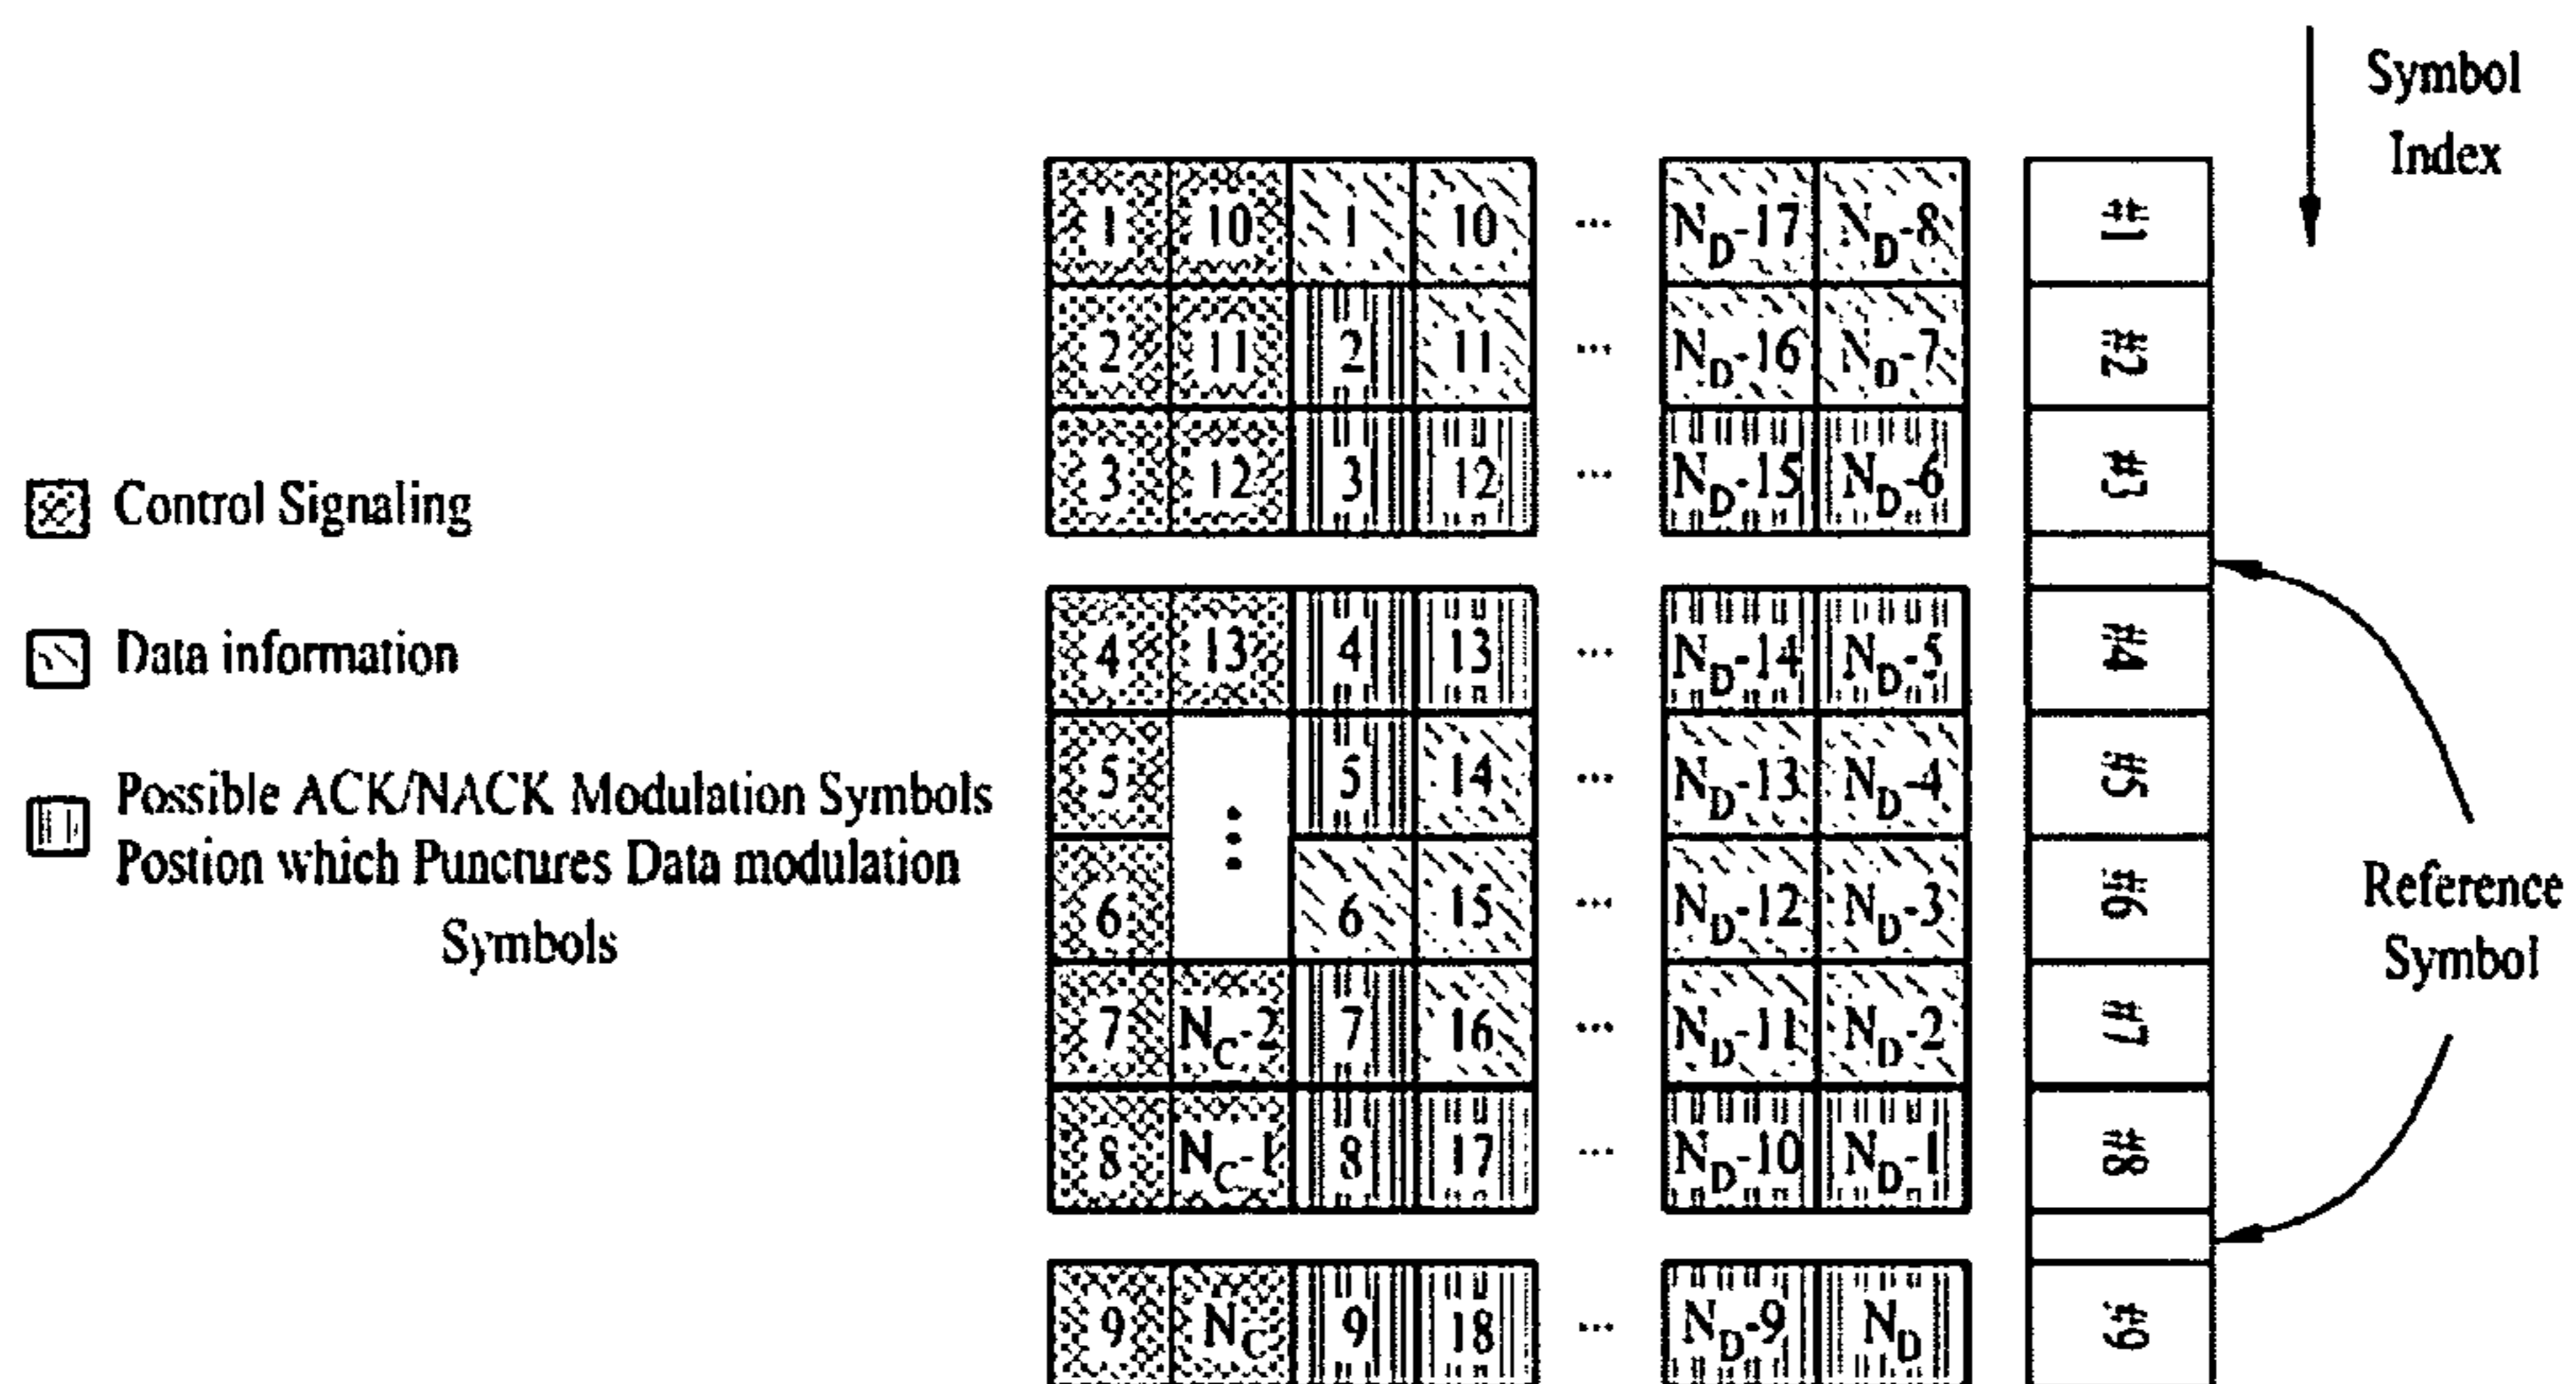 Symbol
Index
1 10 1 10 ... N_D-17 N_D-8 #1
2 11 2 11 ... N_D-16 N_D-7 #2
3 12 3 12 ... N_D-15 N_D-6 #3
Control Signaling
4 13 4 13 ... N_D-14 N_D-5 #4
Data information
5 5 14 ... N_D-13 N_D-4 #5
Possible ACK/NACK Modulation Symbols
Postion which Punctures Data modulation
Symbols
6 6 15 ... N_D-12 N_D-3 #6
Reference
Symbol
7 N_C-2 7 16 ... N_D-11 N_D-2 #7
8 N_C-1 8 17 ... N_D-10 N_D-1 #8
9 N_C 9 18 ... N_D-9 N_D #9